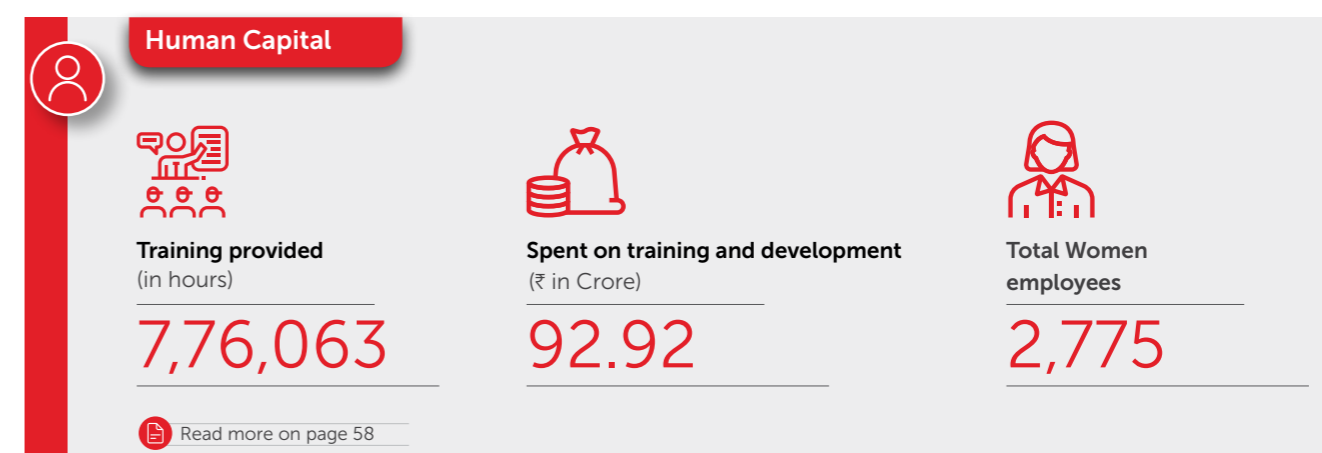 Human Capital
Training provided
(in hours)
7,76,063
Spent on training and development
(₹ in Crore)
92.92
Total Women
employees
2,775
Read more on page 58